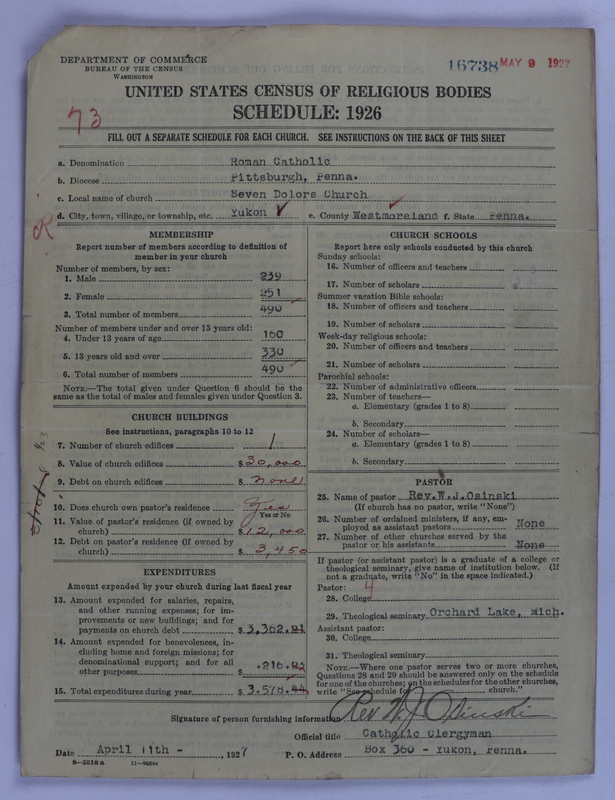 DEPARTMENT OF COMMERCE
BUREAU OF THE CENSUS
WASHINGTON
16738 MAY 9 1927
UNITED STATES CENSUS OF RELIGIOUS BODIES
SCHEDULE: 1926
73
FILL OUT A SEPARATE SCHEDULE FOR EACH CHURCH. SEE INSTRUCTIONS ON THE BACK OF THIS SHEET
a. Denomination Roman Catholic
b. Diocese Pittsburgh, Penna.
c. Local name of church Seven Dolors Church
d. City, town, village, or township, etc. Yukon e. County Westmoreland f. State Penna.
R
MEMBERSHIP
Report number of members according to definition of
member in your church
Number of members, by sex:
1. Male 239
2. Female 251
3. Total number of members 490
Number of members under and over 13 years old:
4. Under 13 years of age 160
5. 13 years old and over 330
6. Total number of members 490
NOTE.—The total given under Question 6 should be the
same as the total of males and females given under Question 3.
CHURCH BUILDINGS
See instructions, paragraphs 10 to 12
7. Number of church edifices 1
8. Value of church edifices $30,000
9. Debt on church edifices $ None
10. Does church own pastor's residence Yes
Yes or No
11. Value of pastor's residence (if owned by
church) $12,000
12. Debt on pastor's residence (if owned by
church) $ 3,450
EXPENDITURES
Amount expended by your church during last fiscal year
13. Amount expended for salaries, repairs,
and other running expenses; for im-
provements or new buildings; and for
payments on church debt $3,362.
14. Amount expended for benevolences, in-
cluding home and foreign missions; for
denominational support; and for all
other purposes $ 216.
15. Total expenditures during year $3,578.44
CHURCH SCHOOLS
Report here only schools conducted by this church
Sunday schools:
16. Number of officers and teachers
17. Number of scholars
Summer vacation Bible schools:
18. Number of officers and teachers
19. Number of scholars
Week-day religious schools:
20. Number of officers and teachers
21. Number of scholars
Parochial schools:
22. Number of administrative officers
23. Number of teachers—
a. Elementary (grades 1 to 8)
b. Secondary
24. Number of scholars—
a. Elementary (grades 1 to 8)
b. Secondary
PASTOR
25. Name of pastor Rev.W.J.Osinski
(If church has no pastor, write "None")
26. Number of ordained ministers, if any, em-
ployed as assistant pastors None
27. Number of other churches served by the
pastor or his assistants None
If pastor (or assistant pastor) is a graduate of a college or
theological seminary, give name of institution below. (If
not a graduate, write "No" in the space indicated.)
Pastor:
28. College 4
29. Theological seminary Orchard Lake, Mich.
Assistant pastor:
30. College
31. Theological seminary
NOTE.—Where one pastor serves two or more churches,
Questions 28 and 29 should be answered only on the schedule
for one of the churches; on the schedules for the other churches,
write "See schedule for church."
Signature of person furnishing information Rev W. J. Osinski
Official title Catholic Clergyman
Date April 11th - , 1927 P. O. Address Box 360 - Yukon, Penna.
8-5518a 11-9058a